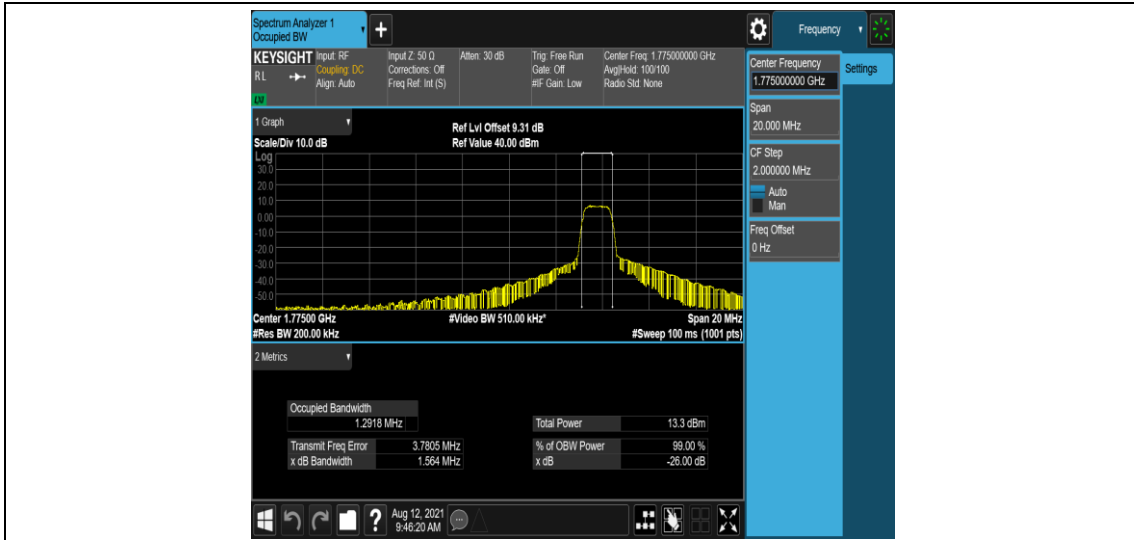 Spectrum Analyzer 1
Occupied BW
+
Frequency
KEYSIGHT
RL
Input: RF
Coupling: DC
Align: Auto
Input Z: 50 Ω
Corrections: Off
Freq Ref: Int (S)
Atten: 30 dB
Trig: Free Run
Gate: Off
#IF Gain: Low
Center Freq: 1.775000000 GHz
Avg|Hold: 100/100
Radio Std: None
Center Frequency
1.775000000 GHz
Settings
Span
20.000 MHz
CF Step
2.000000 MHz
Auto
Man
Freq Offset
0 Hz
1 Graph
Ref Lvl Offset 9.31 dB
Scale/Div 10.0 dB
Ref Value 40.00 dBm
Log
30.0
20.0
10.0
0.00
-10.0
-20.0
-30.0
-40.0
-50.0
Center 1.77500 GHz
#Video BW 510.00 kHz*
Span 20 MHz
#Res BW 200.00 kHz
#Sweep 100 ms (1001 pts)
2 Metrics
Occupied Bandwidth
1.2918 MHz
Total Power 13.3 dBm
Transmit Freq Error 3.7805 MHz
% of OBW Power 99.00 %
x dB Bandwidth 1.564 MHz
x dB -26.00 dB
?
Aug 12, 2021
9:46:20 AM